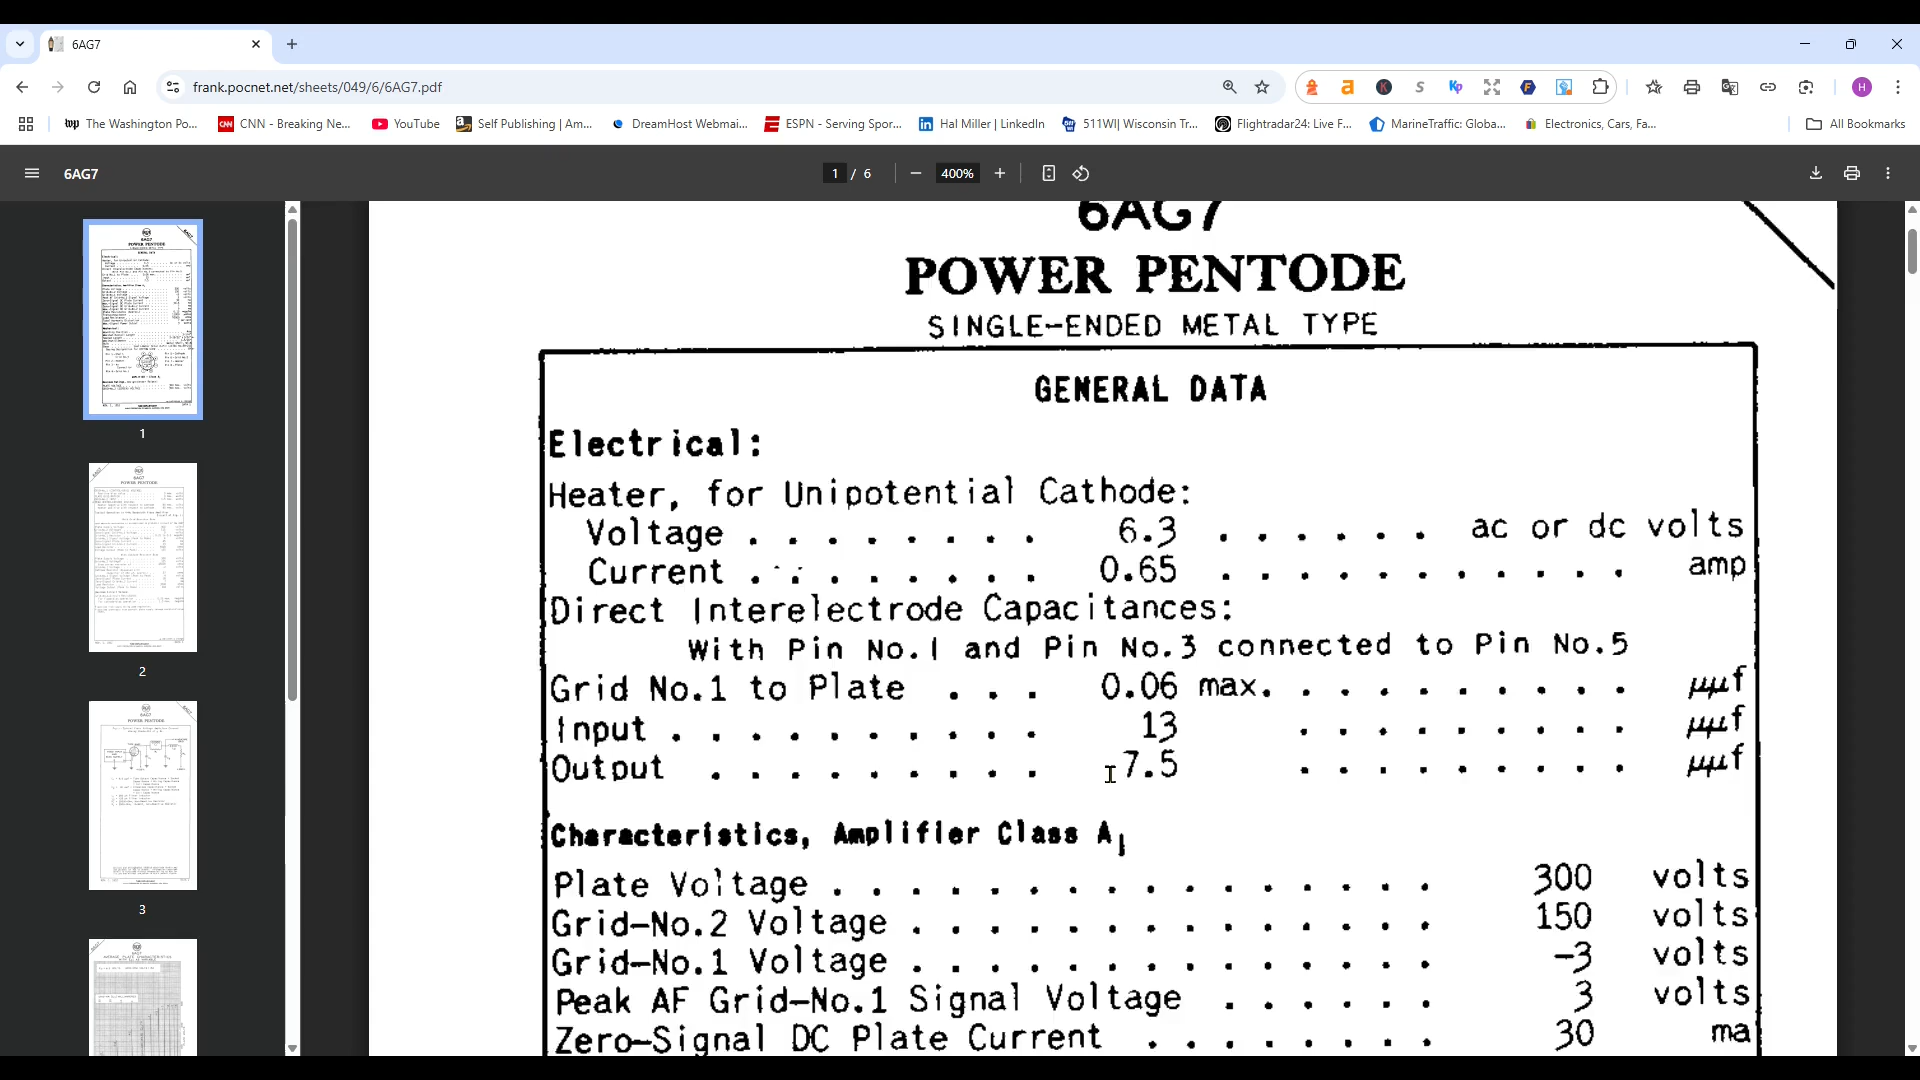 6AG7
frank.pocnet.net/sheets/049/6/6AG7.pdf
H
The Washington Po...
CNN - Breaking Ne...
YouTube
Self Publishing | Am...
DreamHost Webmai...
ESPN - Serving Spor...
Hal Miller | LinkedIn
511WI| Wisconsin Tr...
Flightradar24: Live F...
MarineTraffic: Globa...
Electronics, Cars, Fa...
All Bookmarks
6AG7
1 / 6
400%
1
2
3
6AG7
POWER PENTODE
SINGLE-ENDED METAL TYPE
GENERAL DATA
Electrical:
Heater, for Unipotential Cathode:
Voltage . . . . . . . . 6.3 . . . . . . ac or dc volts
Current . . . . . . . . 0.65 . . . . . . . . . . . amp
Direct Interelectrode Capacitances:
With Pin No.1 and Pin No.3 connected to Pin No.5
Grid No.1 to Plate . . . 0.06 max. . . . . . . . . . μμf
Input . . . . . . . . . . 13 . . . . . . . . . μμf
Output . . . . . . . . . 7.5 . . . . . . . . . μμf
Characteristics, Amplifier Class A1
Plate Voltage . . . . . . . . . . . . . . . . 300 volts
Grid-No.2 Voltage . . . . . . . . . . . . . . 150 volts
Grid-No.1 Voltage . . . . . . . . . . . . . . -3 volts
Peak AF Grid-No.1 Signal Voltage . . . . . . 3 volts
Zero-Signal DC Plate Current . . . . . . . . 30 ma